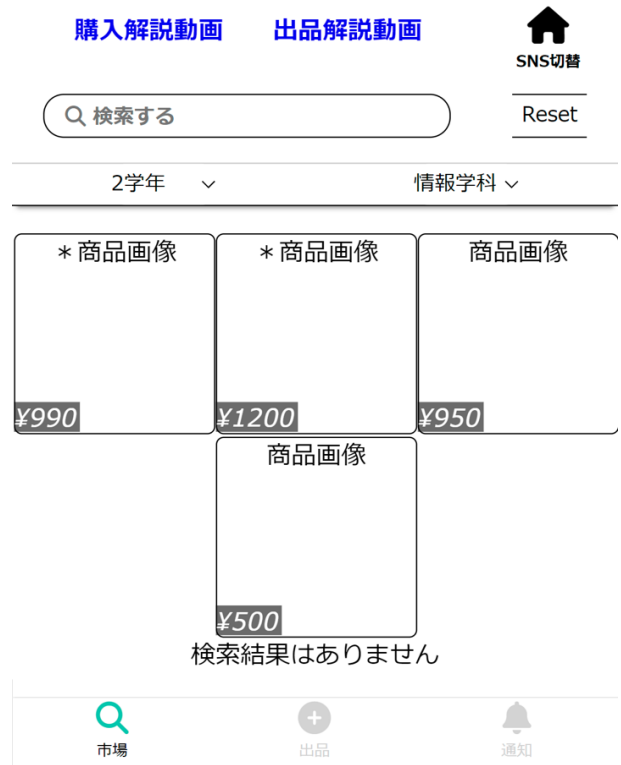 購入解説動画 出品解説動画
SNS切替
検索する Reset
2学年 情報学科
＊商品画像 ＊商品画像 商品画像
¥990 ¥1200 ¥950
商品画像
¥500
検索結果はありません
市場 出品 通知